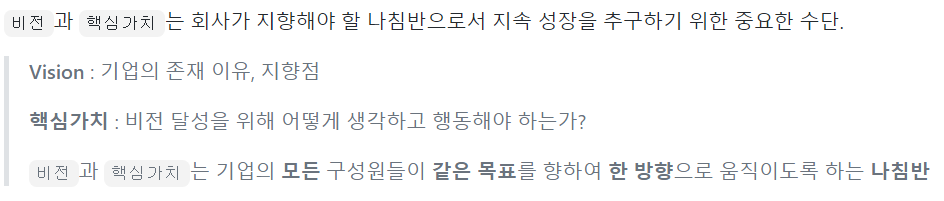 비전과 핵심가치는 회사가 지향해야 할 나침반으로서 지속 성장을 추구하기 위한 중요한 수단.
Vision : 기업의 존재 이유, 지향점
핵심가치 : 비전 달성을 위해 어떻게 생각하고 행동해야 하는가?
비전과 핵심가치는 기업의 모든 구성원들이 같은 목표를 향하여 한 방향으로 움직이도록 하는 나침반